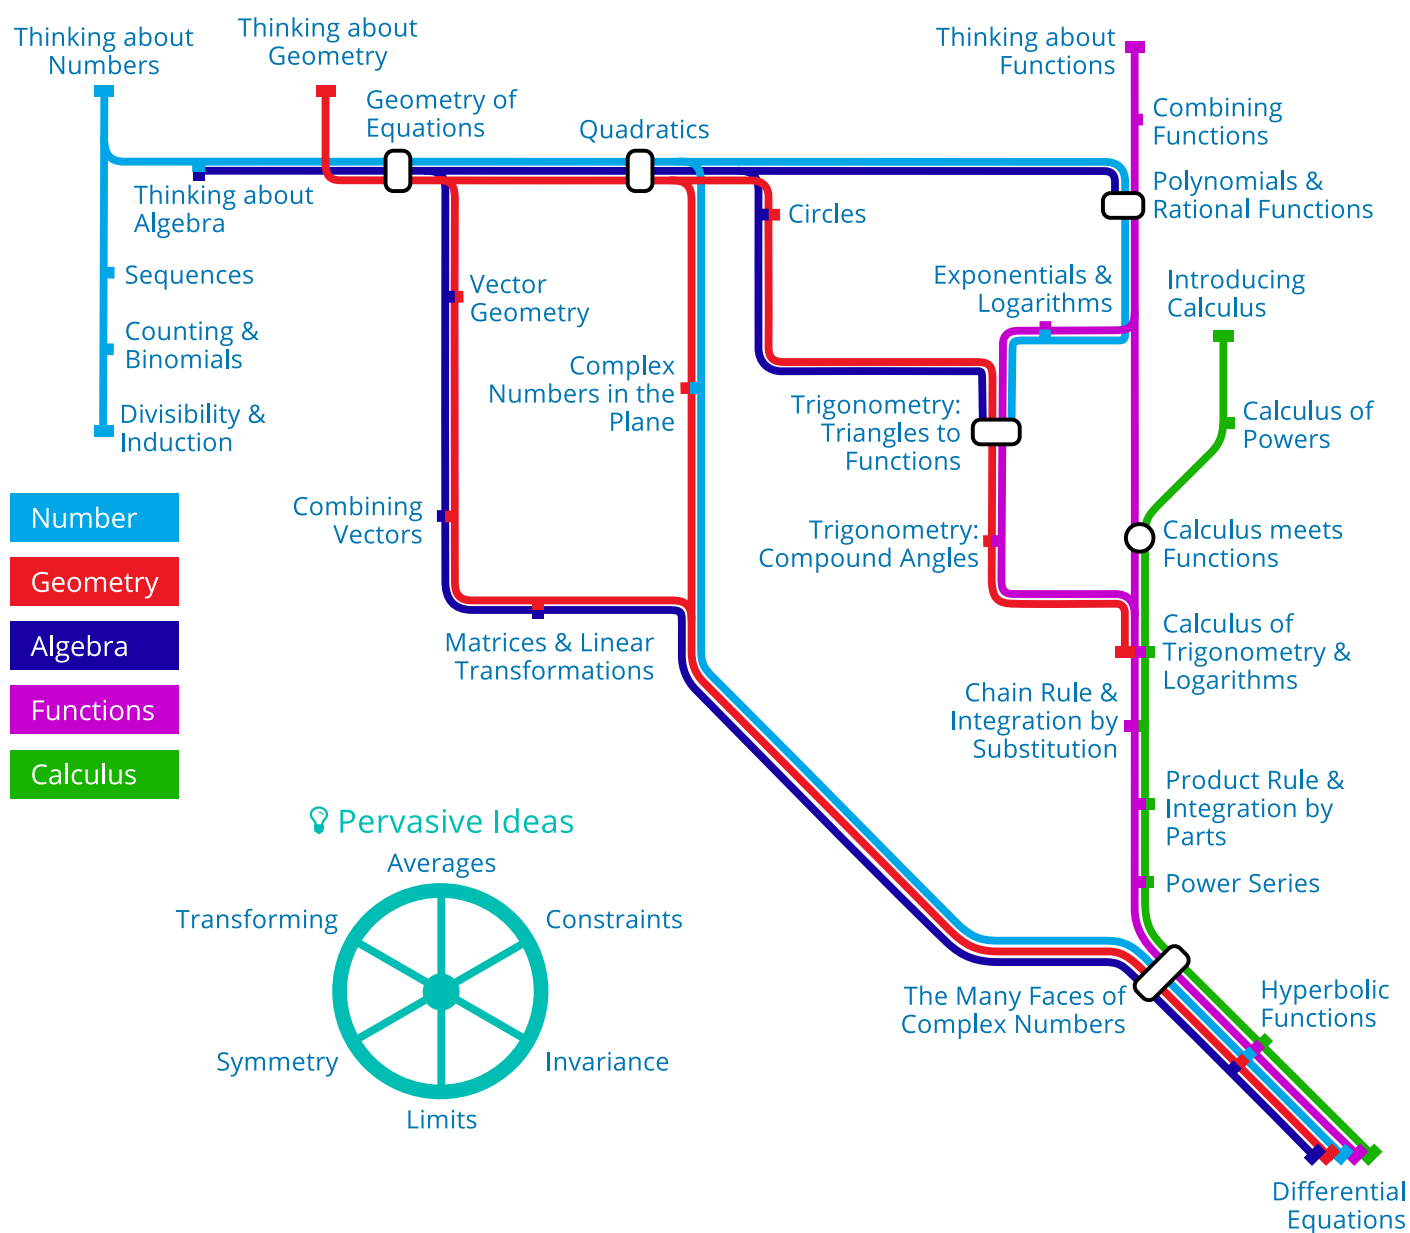 Thinking about
Numbers
Thinking about
Geometry
Geometry of
Equations
Quadratics
Thinking about
Functions
Combining
Functions
Polynomials &
Rational Functions
Thinking about
Algebra
Circles
Sequences
Vector
Geometry
Exponentials &
Logarithms
Introducing
Calculus
Counting &
Binomials
Complex
Numbers in the
Plane
Divisibility &
Induction
Trigonometry:
Triangles to
Functions
Calculus of
Powers
Combining
Vectors
Trigonometry:
Compound Angles
Calculus meets
Functions
Number
Geometry
Algebra
Functions
Calculus
Matrices & Linear
Transformations
Calculus of
Trigonometry &
Logarithms
Chain Rule &
Integration by
Substitution
Product Rule &
Integration by
Parts
Power Series
Pervasive Ideas
Averages
Transforming
Constraints
Symmetry
Invariance
Limits
The Many Faces of
Complex Numbers
Hyperbolic
Functions
Differential
Equations